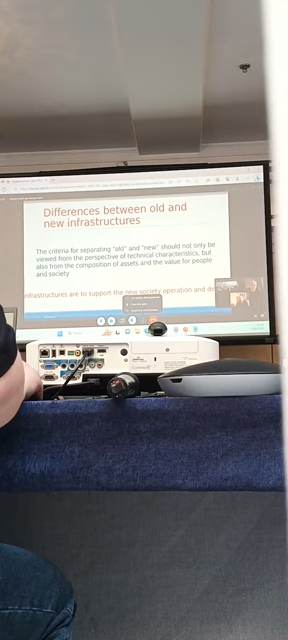 Differences between old and
new infrastructures
The criteria for separating "old" and "new" should not only be
viewed from the perspective of technical characteristics, but
also from the composition of assets and the value for people
and society
nfrastructures are to support the new society operation and de